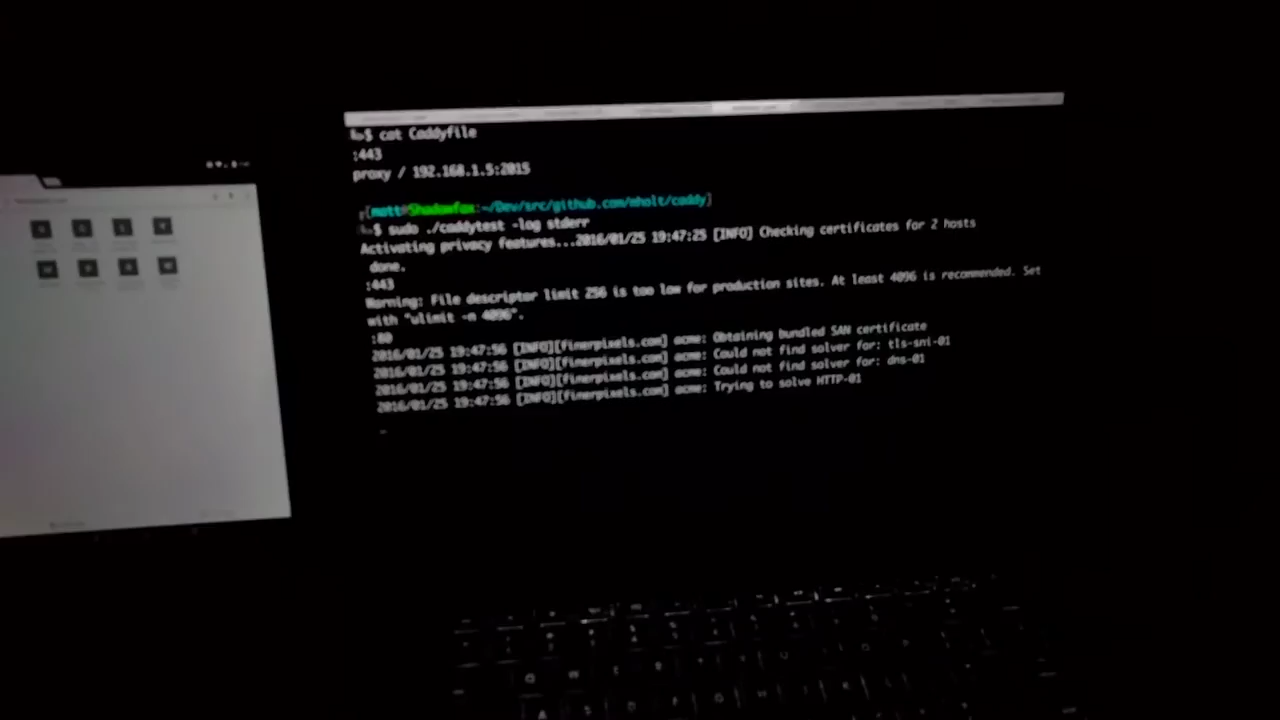 $ cat Caddyfile
:443
proxy / 192.168.1.5:2015
[matt@Shadowfax:~/Dev/src/github.com/mholt/caddy]
$ sudo ./caddytest -log stderr
Activating privacy features...2016/01/25 19:47:25 [INFO] Checking certificates for 2 hosts
done.
:443
Warning: File descriptor limit 256 is too low for production sites. At least 4096 is recommended. Set
with "ulimit -n 4096".
:80
2016/01/25 19:47:56 [INFO][finerpixels.com] acme: Obtaining bundled SAN certificate
2016/01/25 19:47:56 [INFO][finerpixels.com] acme: Could not find solver for: tls-sni-01
2016/01/25 19:47:56 [INFO][finerpixels.com] acme: Could not find solver for: dns-01
2016/01/25 19:47:56 [INFO][finerpixels.com] acme: Trying to solve HTTP-01